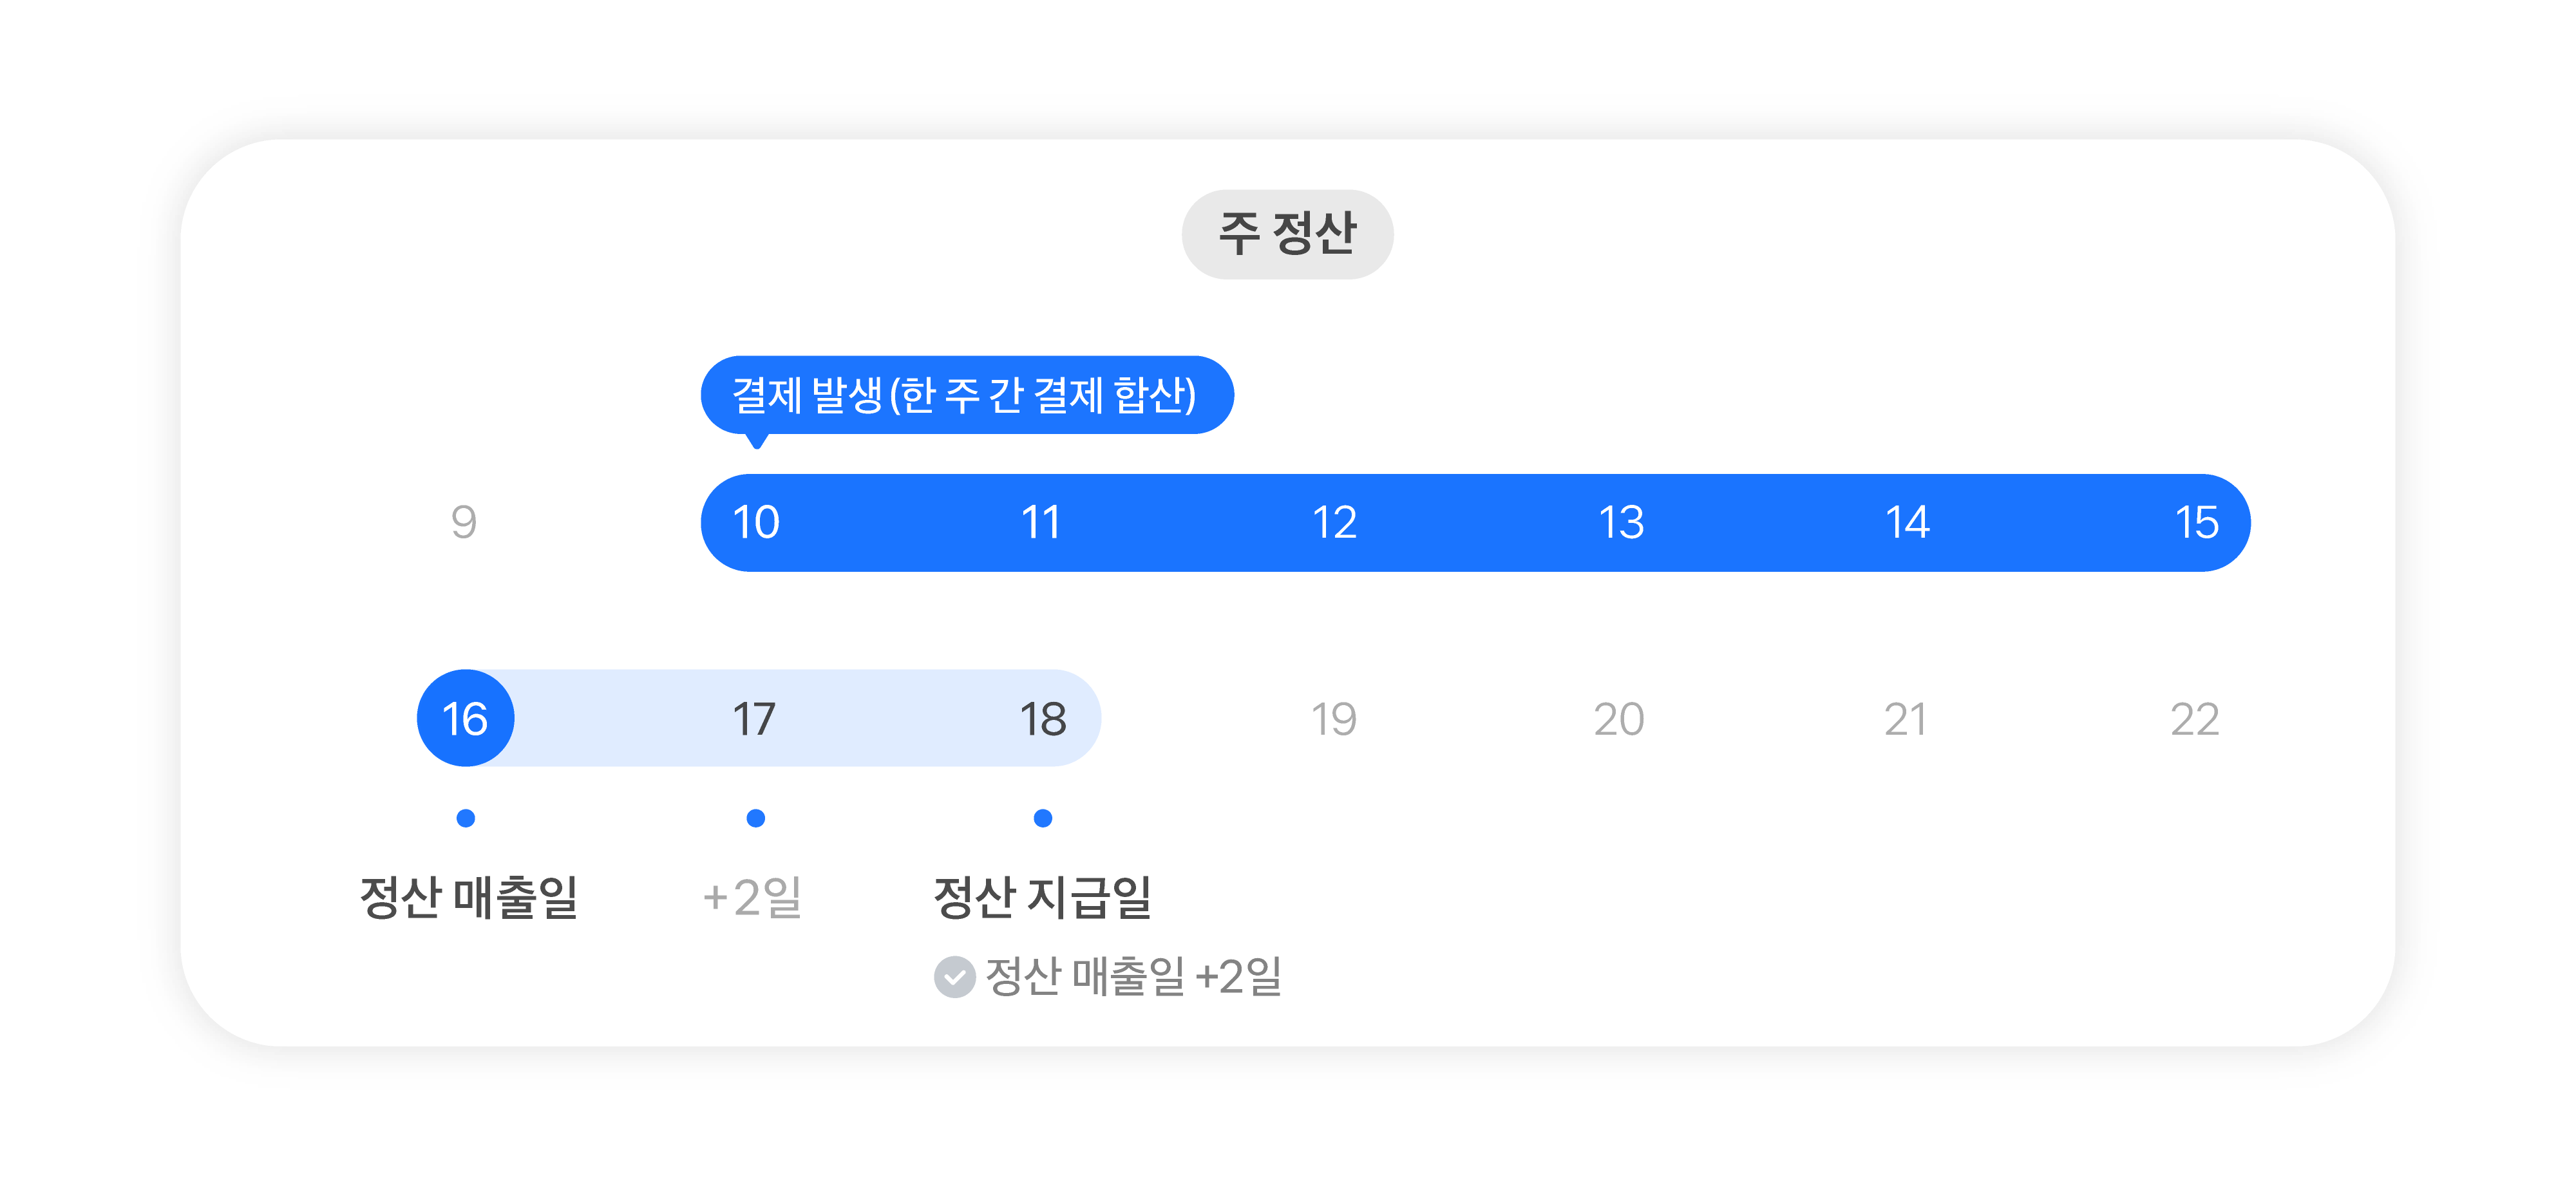 주 정산
결제 발생 (한 주 간 결제 합산)
9 10 11 12 13 14 15
16 17 18 19 20 21 22
정산 매출일 +2일 정산 지급일
정산 매출일 +2일